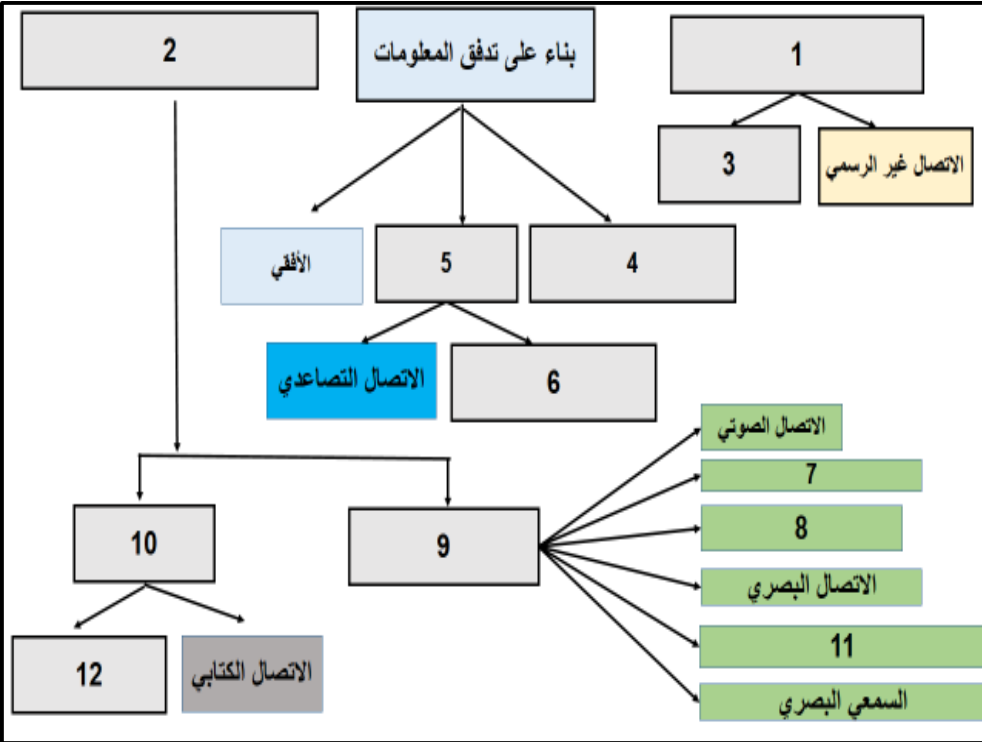 1
بناء على تدفق المعلومات
2
الاتصال غير الرسمي
3
4
5
الأفقي
6
الاتصال التصاعدي
الاتصال الصوتي
7
8
9
10
الاتصال البصري
11
السمعي البصري
الاتصال الكتابي
12